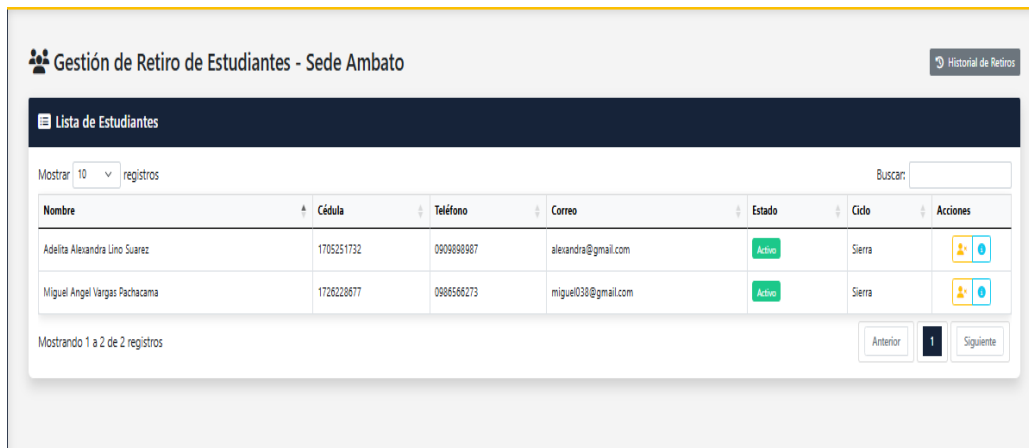 Gestión de Retiro de Estudiantes - Sede Ambato
Historial de Retiros
Lista de Estudiantes
Mostrar 10 registros
Buscar:
Nombre Cédula Teléfono Correo Estado Ciclo Acciones
Adelita Alexandra Lino Suarez 1705251732 0909898987 alexandra@gmail.com Activo Sierra
Miguel Angel Vargas Pachacama 1726228677 0986566273 miguel038@gmail.com Activo Sierra
Mostrando 1 a 2 de 2 registros
Anterior 1 Siguiente